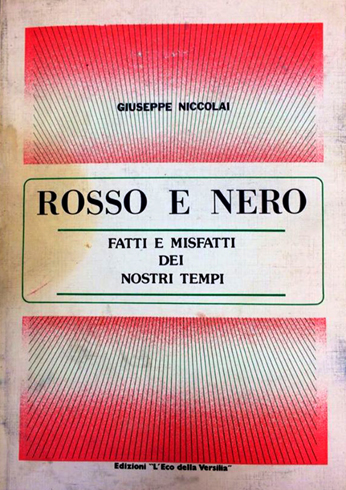 GIUSEPPE NICCOLAI
ROSSO E NERO
FATTI E MISFATTI
DEI
NOSTRI TEMPI
Edizioni "L'Eco della Versilia"